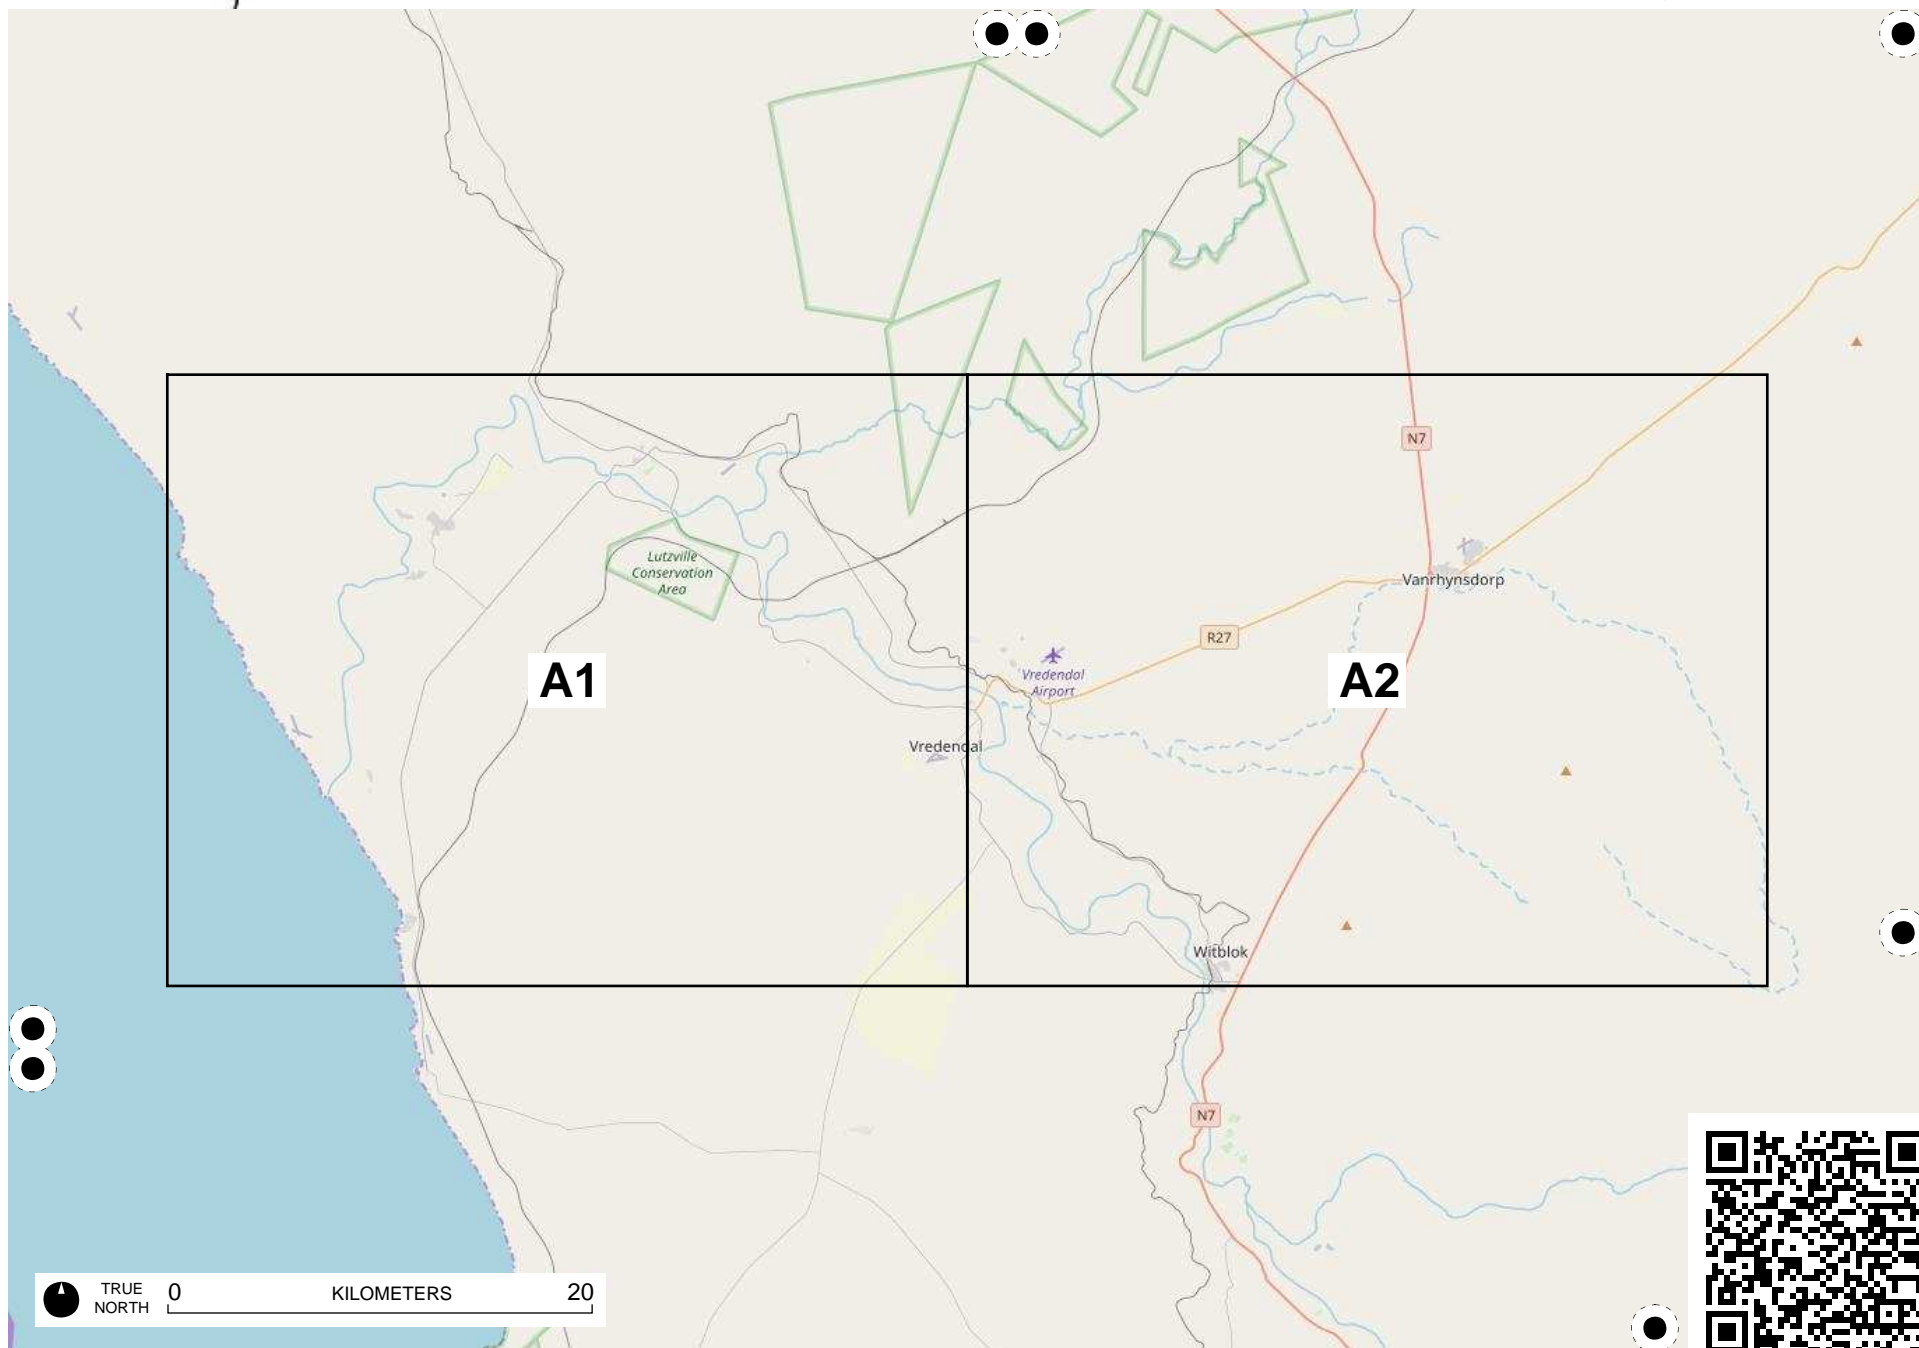 N7
Lutzville
Conservation
Area
Vanrhynsdorp
R27
A1
A2
Vredendal
Airport
Vredendal
Witblok
N7
TRUE
NORTH
0
KILOMETERS
20